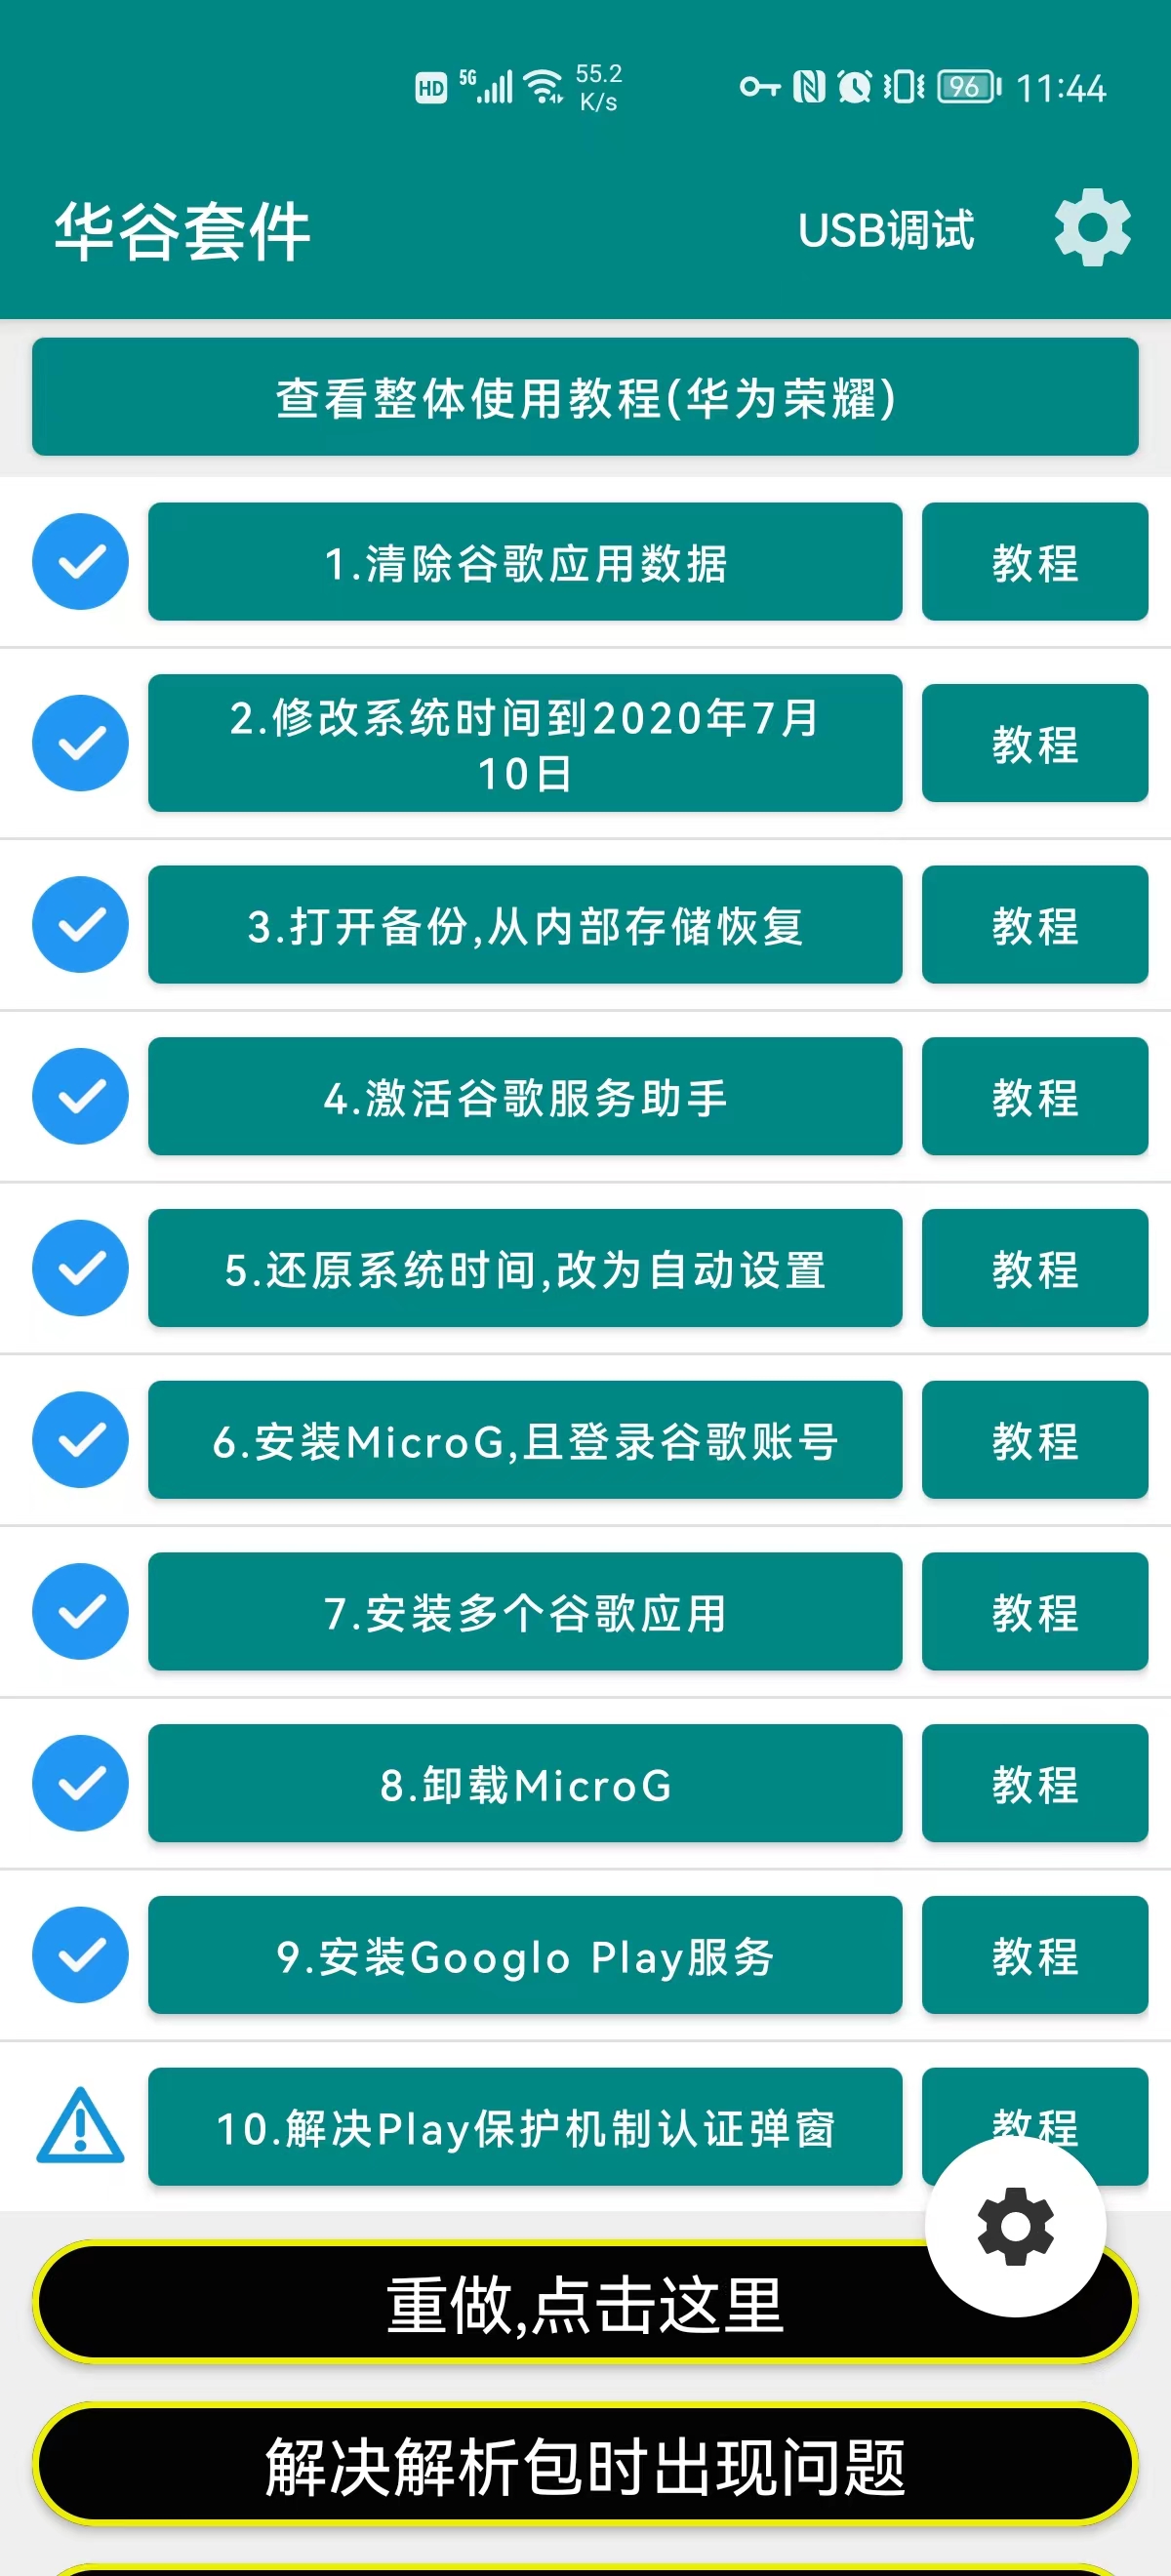 HD 5G 55.2 K/s 96 11:44
华谷套件 USB调试
查看整体使用教程(华为荣耀)
1.清除谷歌应用数据 教程
2.修改系统时间到2020年7月
10日 教程
3.打开备份,从内部存储恢复 教程
4.激活谷歌服务助手 教程
5.还原系统时间,改为自动设置 教程
6.安装MicroG,且登录谷歌账号 教程
7.安装多个谷歌应用 教程
8.卸载MicroG 教程
9.安装Googlo Play服务 教程
10.解决Play保护机制认证弹窗 教程
重做,点击这里
解决解析包时出现问题